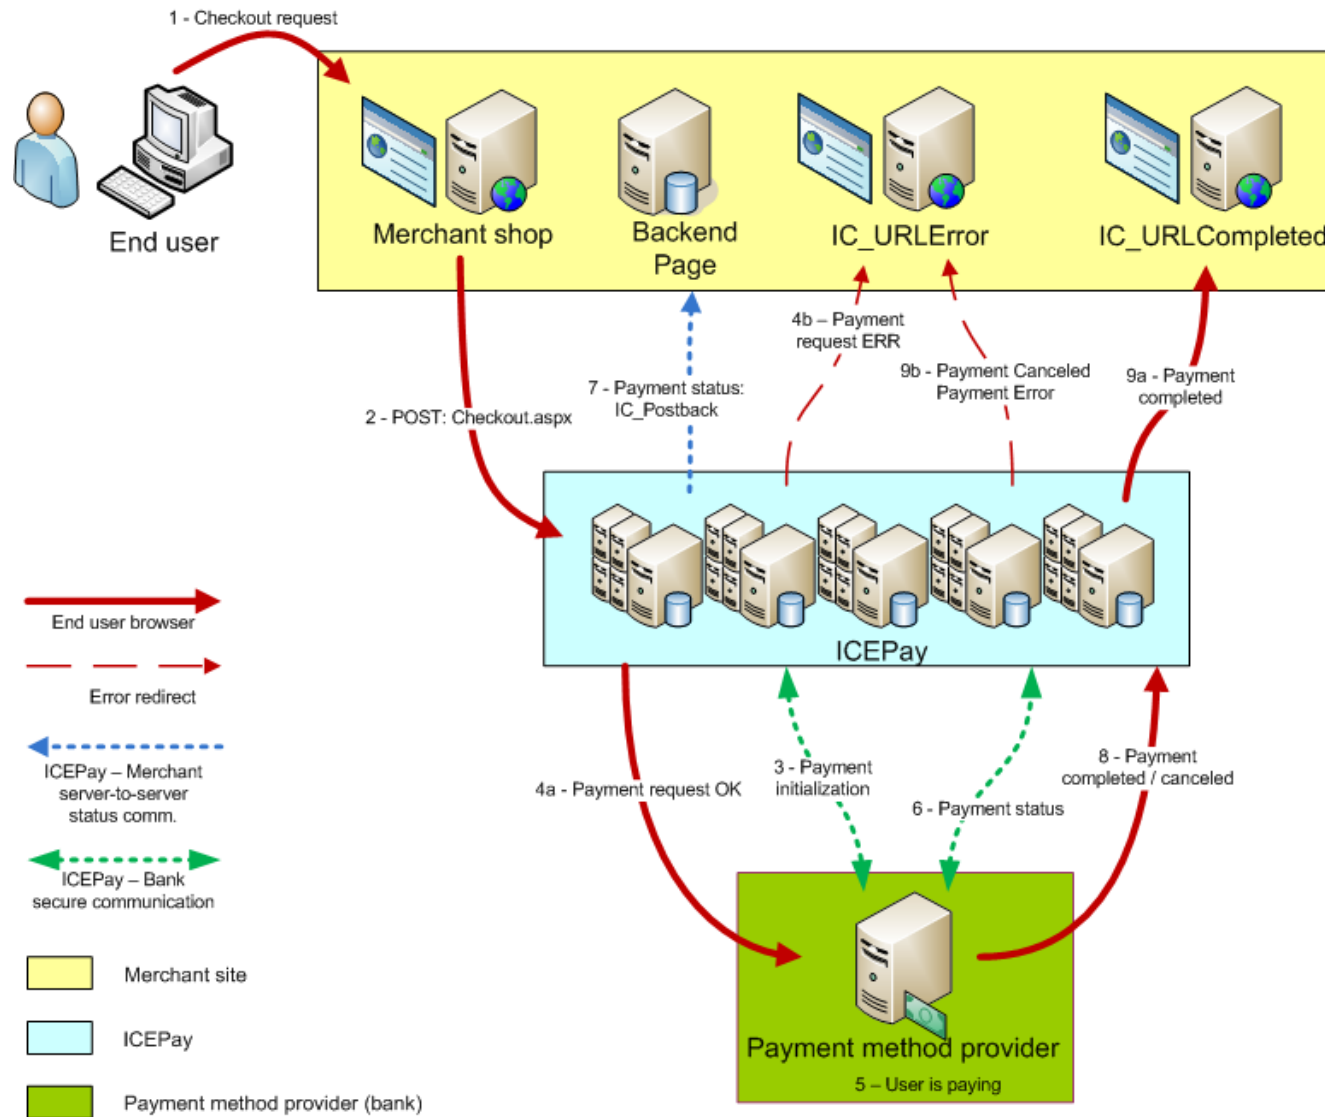 1 - Checkout request
End user
Merchant shop
Backend
Page
IC_URLError
IC_URLCompleted
4b – Payment
request ERR
9b - Payment Canceled
Payment Error
9a - Payment
completed
7 - Payment status:
IC_Postback
2 - POST: Checkout.aspx
ICEPay
End user browser
Error redirect
ICEPay – Merchant
server-to-server
status comm.
ICEPay – Bank
secure communication
4a - Payment request OK
3 - Payment
initialization
6 - Payment status
8 - Payment
completed / canceled
Payment method provider
5 – User is paying
Merchant site
ICEPay
Payment method provider (bank)